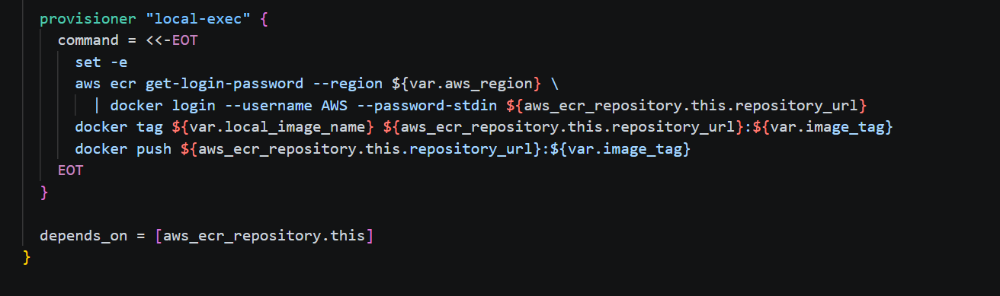 provisioner "local-exec" {
command = <<-EOT
set -e
aws ecr get-login-password --region ${var.aws_region} \
| docker login --username AWS --password-stdin ${aws_ecr_repository.this.repository_url}
docker tag ${var.local_image_name} ${aws_ecr_repository.this.repository_url}:${var.image_tag}
docker push ${aws_ecr_repository.this.repository_url}:${var.image_tag}
EOT
}
depends_on = [aws_ecr_repository.this]
}